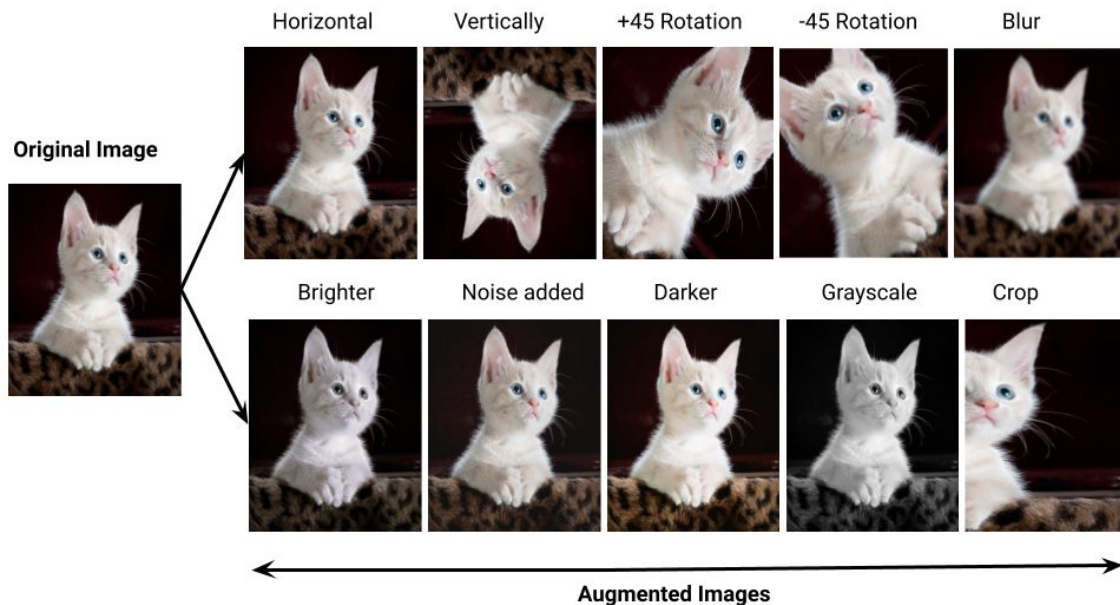 Horizontal Vertically +45 Rotation -45 Rotation Blur
Original Image
Brighter Noise added Darker Grayscale Crop
Augmented Images